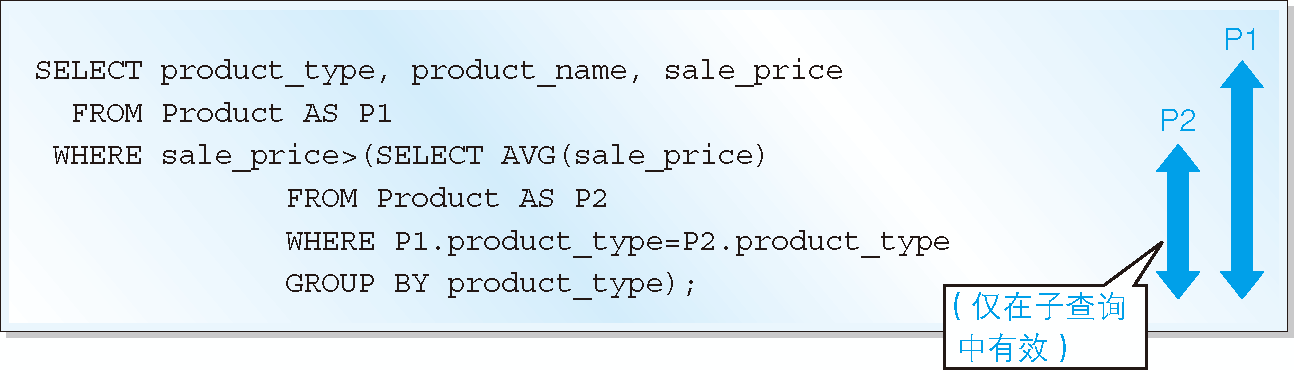 SELECT product_type, product_name, sale_price
FROM Product AS P1
WHERE sale_price>(SELECT AVG(sale_price)
FROM Product AS P2
WHERE P1.product_type=P2.product_type
GROUP BY product_type);
P1
P2
(仅在子查询
中有效)